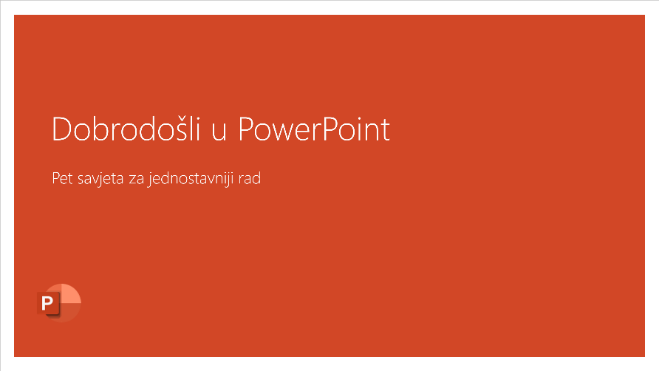 Dobrodošli u PowerPoint
Pet savjeta za jednostavniji rad
P